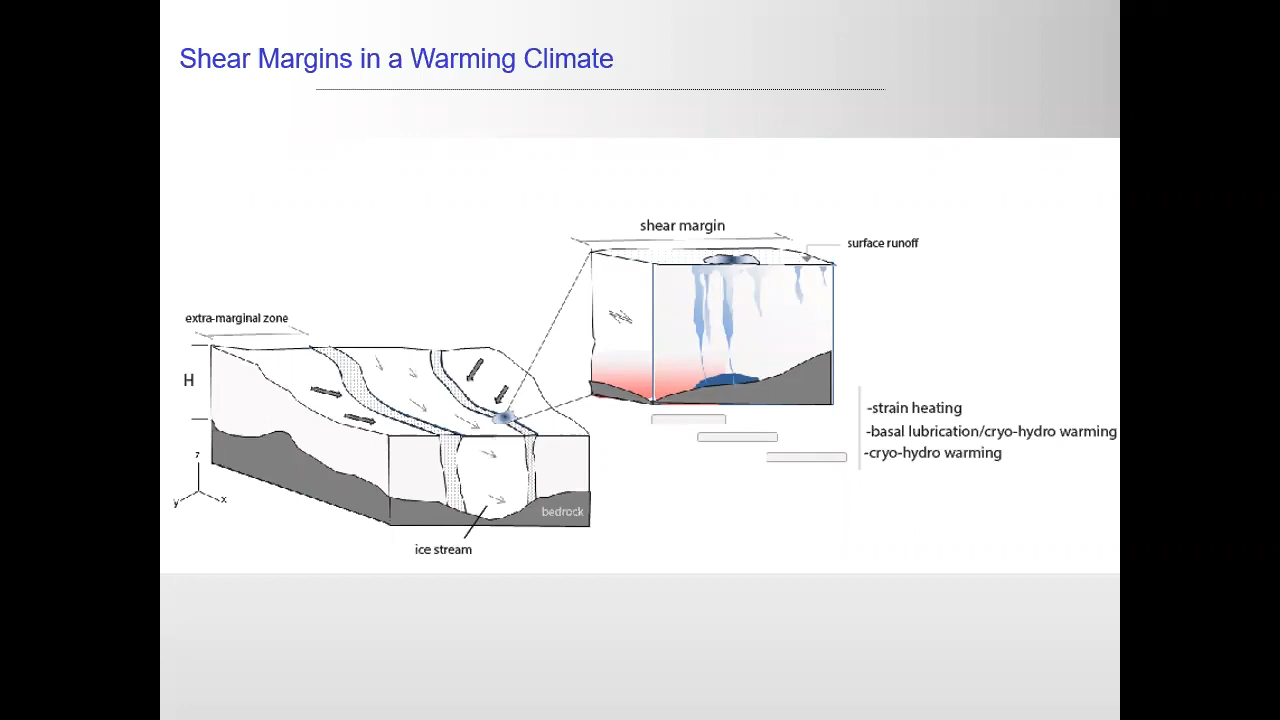 Shear Margins in a Warming Climate
shear margin
surface runoff
extra-marginal zone
H
-strain heating
-basal lubrication/cryo-hydro warming
-cryo-hydro warming
z
y
x
bedrock
ice stream